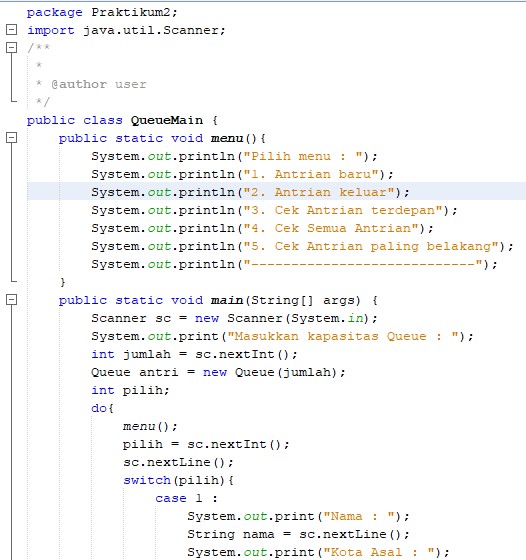 package Praktikum2;
import java.util.Scanner;
/**
 *
 * @author user
 */
public class QueueMain {
    public static void menu(){
        System.out.println("Pilih menu : ");
        System.out.println("1. Antrian baru");
        System.out.println("2. Antrian keluar");
        System.out.println("3. Cek Antrian terdepan");
        System.out.println("4. Cek Semua Antrian");
        System.out.println("5. Cek Antrian paling belakang");
        System.out.println("----------------------------");
    }
    public static void main(String[] args) {
        Scanner sc = new Scanner(System.in);
        System.out.print("Masukkan kapasitas Queue : ");
        int jumlah = sc.nextInt();
        Queue antri = new Queue(jumlah);
        int pilih;
        do{
            menu();
            pilih = sc.nextInt();
            sc.nextLine();
            switch(pilih){
                case 1 :
                    System.out.print("Nama : ");
                    String nama = sc.nextLine();
                    System.out.print("Kota Asal : ");